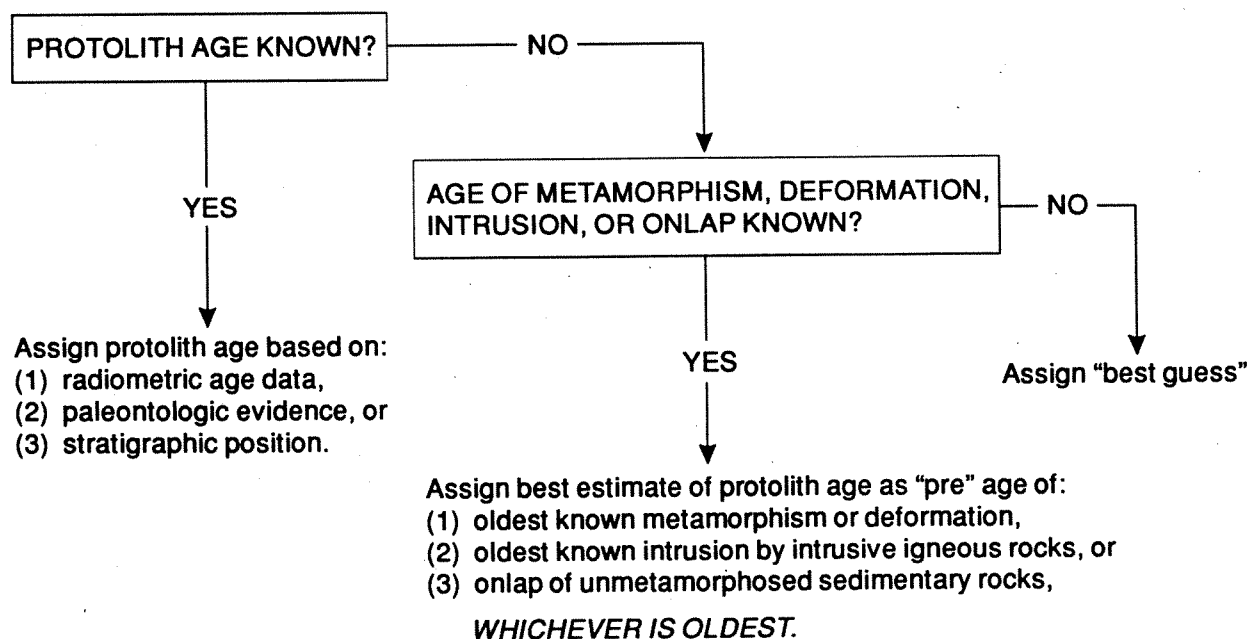 PROTOLITH AGE KNOWN?
NO
YES
AGE OF METAMORPHISM, DEFORMATION,
INTRUSION, OR ONLAP KNOWN?
NO
Assign protolith age based on:
(1) radiometric age data,
(2) paleontologic evidence, or
(3) stratigraphic position.
YES
Assign "best guess"
Assign best estimate of protolith age as "pre" age of:
(1) oldest known metamorphism or deformation,
(2) oldest known intrusion by intrusive igneous rocks, or
(3) onlap of unmetamorphosed sedimentary rocks,
WHICHEVER IS OLDEST.